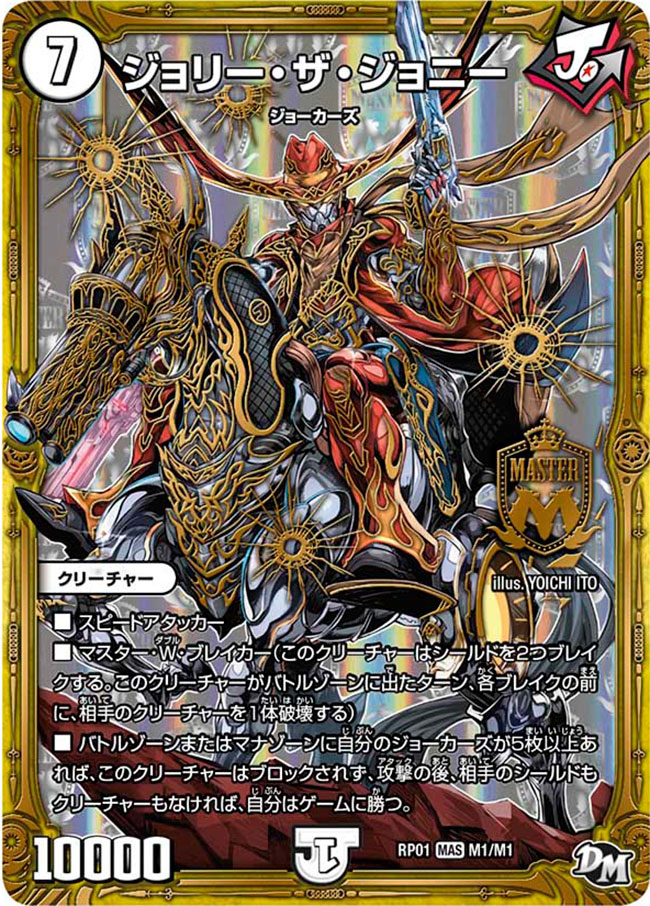 7
ジョリー・ザ・ジョニー
J
ジョーカーズ
MASTER
M
illus. YOICHI ITO
クリーチャー
■ スピードアタッカー
■ マスター・W・ブレイカー(このクリーチャーはシールドを2つブレイ
クする。このクリーチャーがバトルゾーンに出たターン、各ブレイクの前
に、相手のクリーチャーを1体破壊する)
■ バトルゾーンまたはマナゾーンに自分のジョーカーズが5枚以上あ
れば、このクリーチャーはブロックされず、攻撃の後、相手のシールドも
クリーチャーもなければ、自分はゲームに勝つ。
10000
RP01 MAS M1/M1
DM